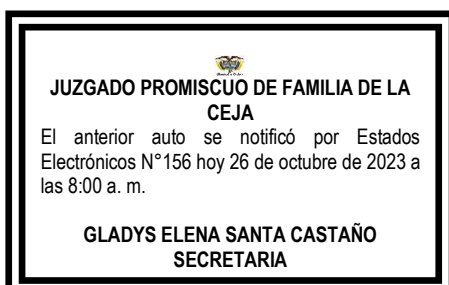 JUZGADO PROMISCUO DE FAMILIA DE LA
CEJA
El anterior auto se notificó por Estados
Electrónicos N°156 hoy 26 de octubre de 2023 a
las 8:00 a. m.
GLADYS ELENA SANTA CASTAÑO
SECRETARIA